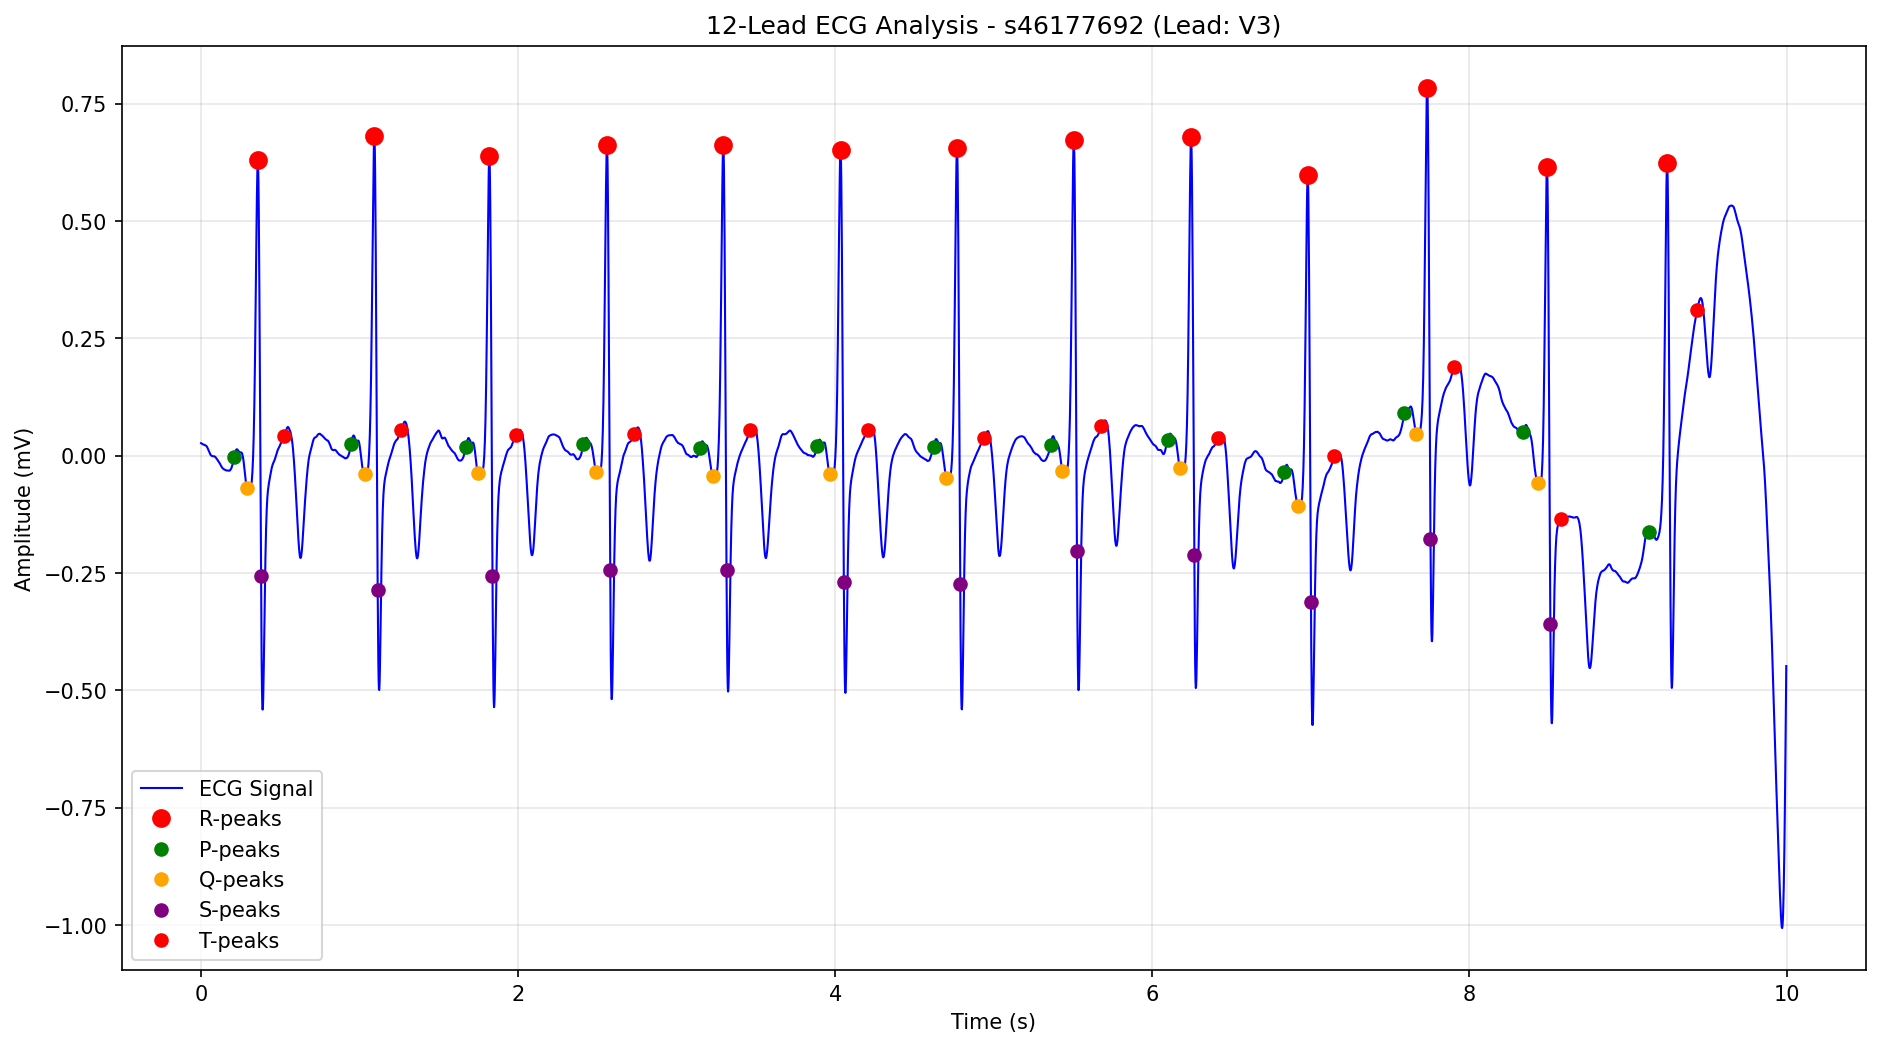 12-Lead ECG Analysis - s46177692 (Lead: V3)
Amplitude (mV)
0.75
0.50
0.25
0.00
−0.25
−0.50
−0.75
−1.00
ECG Signal
R-peaks
P-peaks
Q-peaks
S-peaks
T-peaks
0 2 4 6 8 10
Time (s)